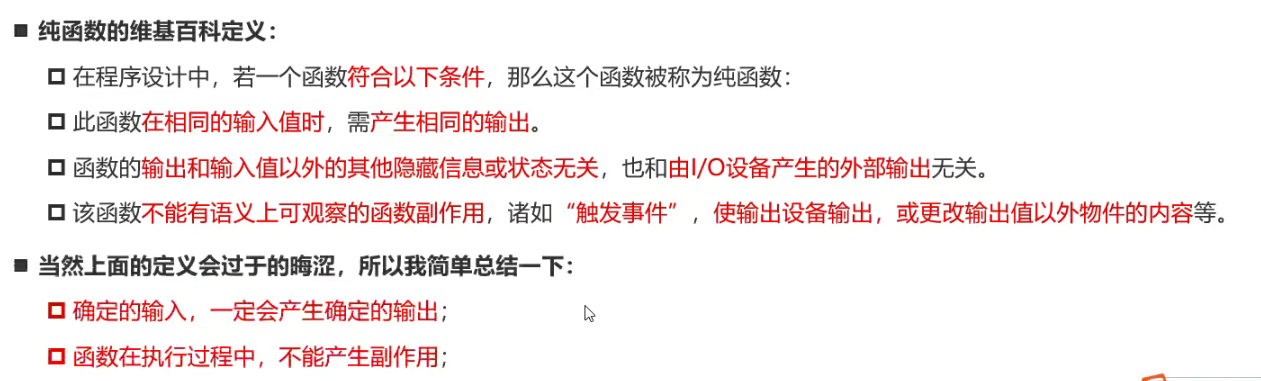 纯函数的维基百科定义：
在程序设计中，若一个函数符合以下条件，那么这个函数被称为纯函数：
此函数在相同的输入值时，需产生相同的输出。
函数的输出和输入值以外的其他隐藏信息或状态无关，也和由I/O设备产生的外部输出无关。
该函数不能有语义上可观察的函数副作用，诸如“触发事件”，使输出设备输出，或更改输出值以外物件的内容等。
当然上面的定义会过于的晦涩，所以我简单总结一下：
确定的输入，一定会产生确定的输出；
函数在执行过程中，不能产生副作用；